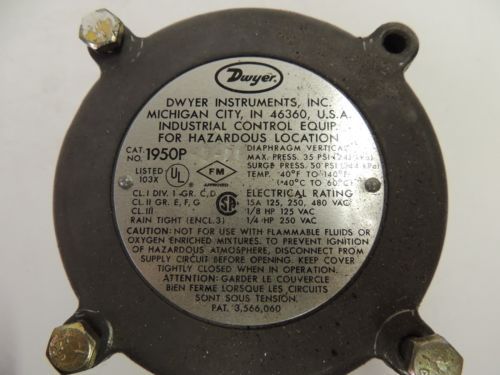 Dwyer.
DWYER INSTRUMENTS, INC.
MICHIGAN CITY, IN 46360, U.S.A.
INDUSTRIAL CONTROL EQUIP.
FOR HAZARDOUS LOCATION
CAT. NO. 1950P
DIAPHRAGM VERTICAL
MAX. PRESS. 35 PSI
SURGE PRESS. 50 PSI
LISTED 103X
UL
FM APPROVED
TEMP. -40°F TO 140°F
(-40°C TO 60°C)
CL. I DIV. 1 -GR. C, D
CL. II GR. E, F, G
CL. III
RAIN TIGHT (ENCL. 3)
SA
ELECTRICAL RATING
15A 125, 250, 480 VAC
1/8 HP 125 VAC
1/4 HP 250 VAC
CAUTION: NOT FOR USE WITH FLAMMABLE FLUIDS OR
OXYGEN ENRICHED MIXTURES. TO PREVENT IGNITION
OF HAZARDOUS ATMOSPHERE, DISCONNECT FROM
SUPPLY CIRCUIT BEFORE OPENING. KEEP COVER
TIGHTLY CLOSED WHEN IN OPERATION.
ATTENTION: GARDER LE COUVERCLE
BIEN FERME LORSQUE LES CIRCUITS
SONT SOUS TENSION.
PAT. 3,566,060